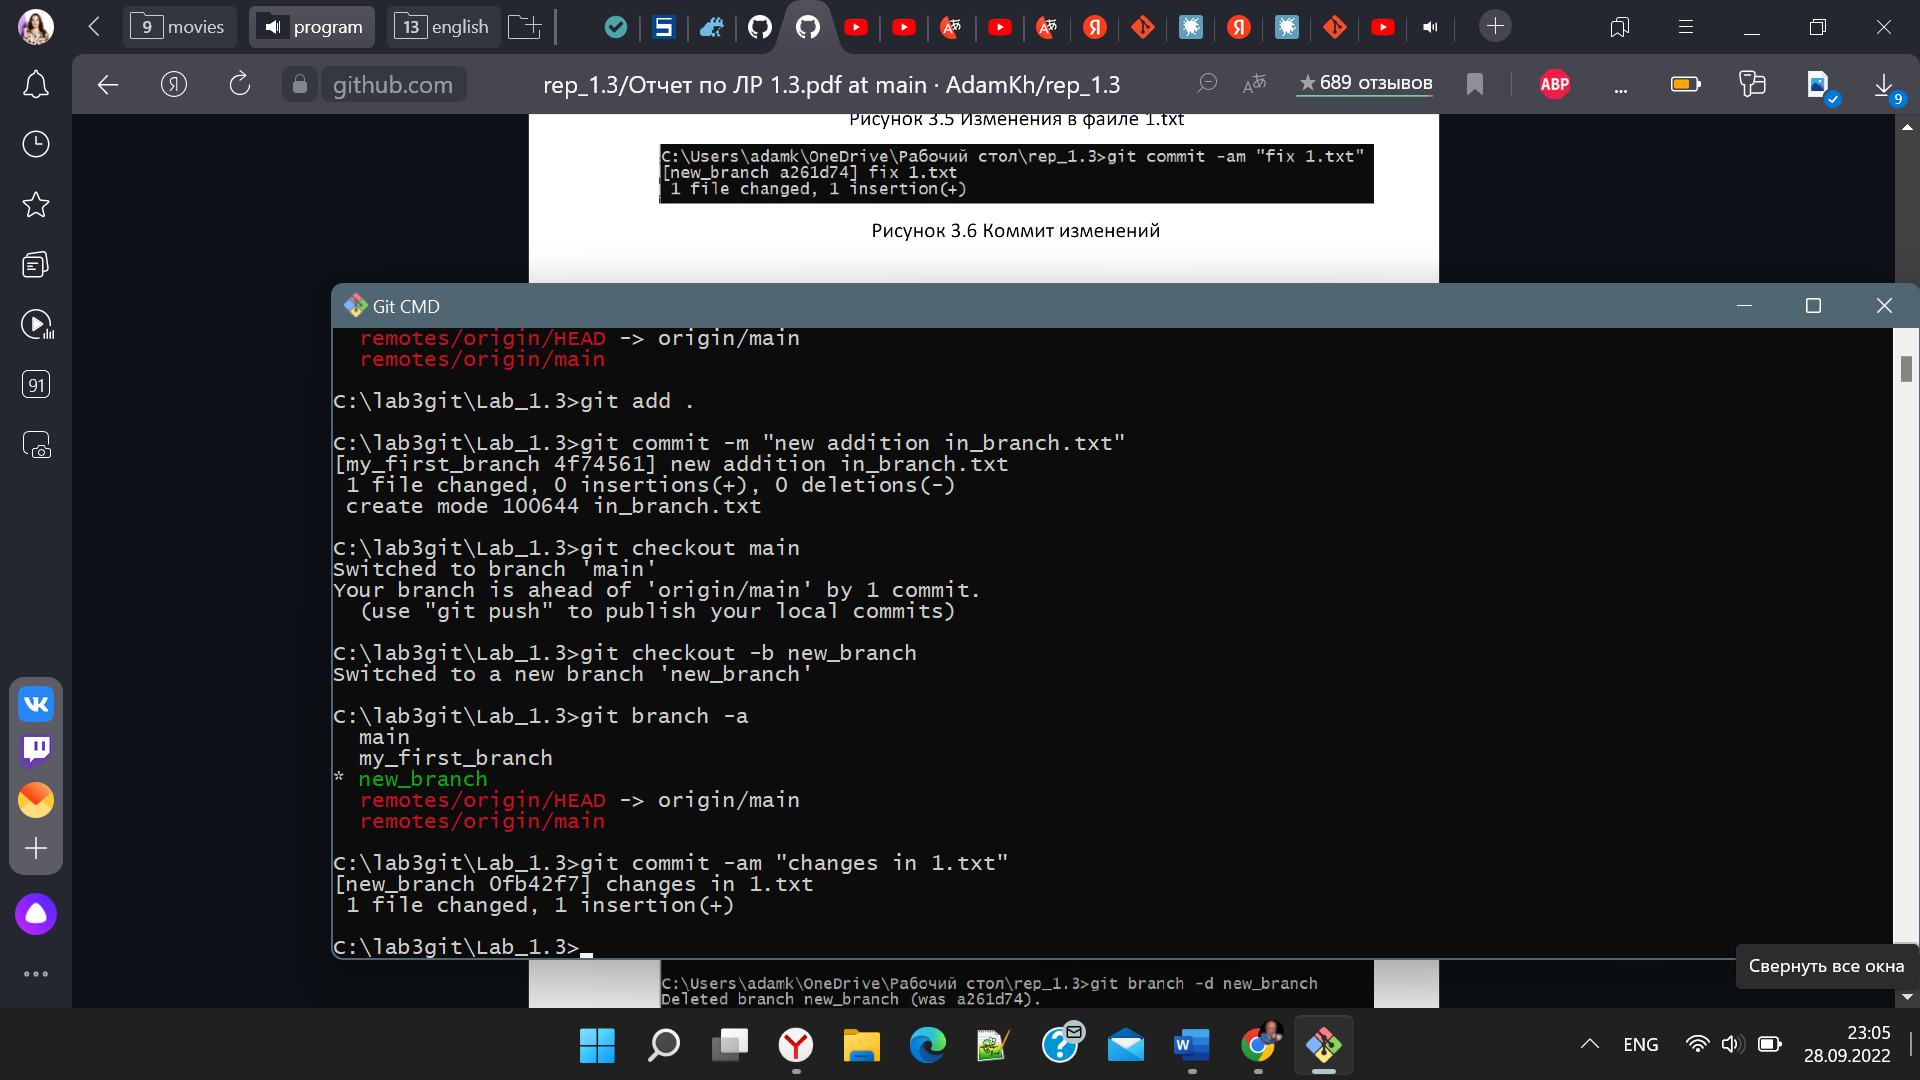 9 movies
program
13 english
github.com
rep_1.3/Отчет по ЛР 1.3.pdf at main · AdamKh/rep_1.3
★ 689 отзывов
ABP
9
91
Рисунок 3.5 Изменения в файле 1.txt
C:\Users\adamk\OneDrive\Рабочий стол\rep_1.3>git commit -am "fix 1.txt"
[new_branch a261d74] fix 1.txt
1 file changed, 1 insertion(+)
Рисунок 3.6 Коммит изменений
Git CMD
remotes/origin/HEAD -> origin/main
remotes/origin/main
C:\lab3git\Lab_1.3>git add .
C:\lab3git\Lab_1.3>git commit -m "new addition in_branch.txt"
[my_first_branch 4f74561] new addition in_branch.txt
1 file changed, 0 insertions(+), 0 deletions(-)
create mode 100644 in_branch.txt
C:\lab3git\Lab_1.3>git checkout main
Switched to branch 'main'
Your branch is ahead of 'origin/main' by 1 commit.
(use "git push" to publish your local commits)
C:\lab3git\Lab_1.3>git checkout -b new_branch
Switched to a new branch 'new_branch'
C:\lab3git\Lab_1.3>git branch -a
main
my_first_branch
* new_branch
remotes/origin/HEAD -> origin/main
remotes/origin/main
C:\lab3git\Lab_1.3>git commit -am "changes in 1.txt"
[new_branch 0fb42f7] changes in 1.txt
1 file changed, 1 insertion(+)
C:\lab3git\Lab_1.3>
Свернуть все окна
C:\Users\adamk\OneDrive\Рабочий стол\rep_1.3>git branch -d new_branch
Deleted branch new_branch (was a261d74).
ENG
23:05
28.09.2022